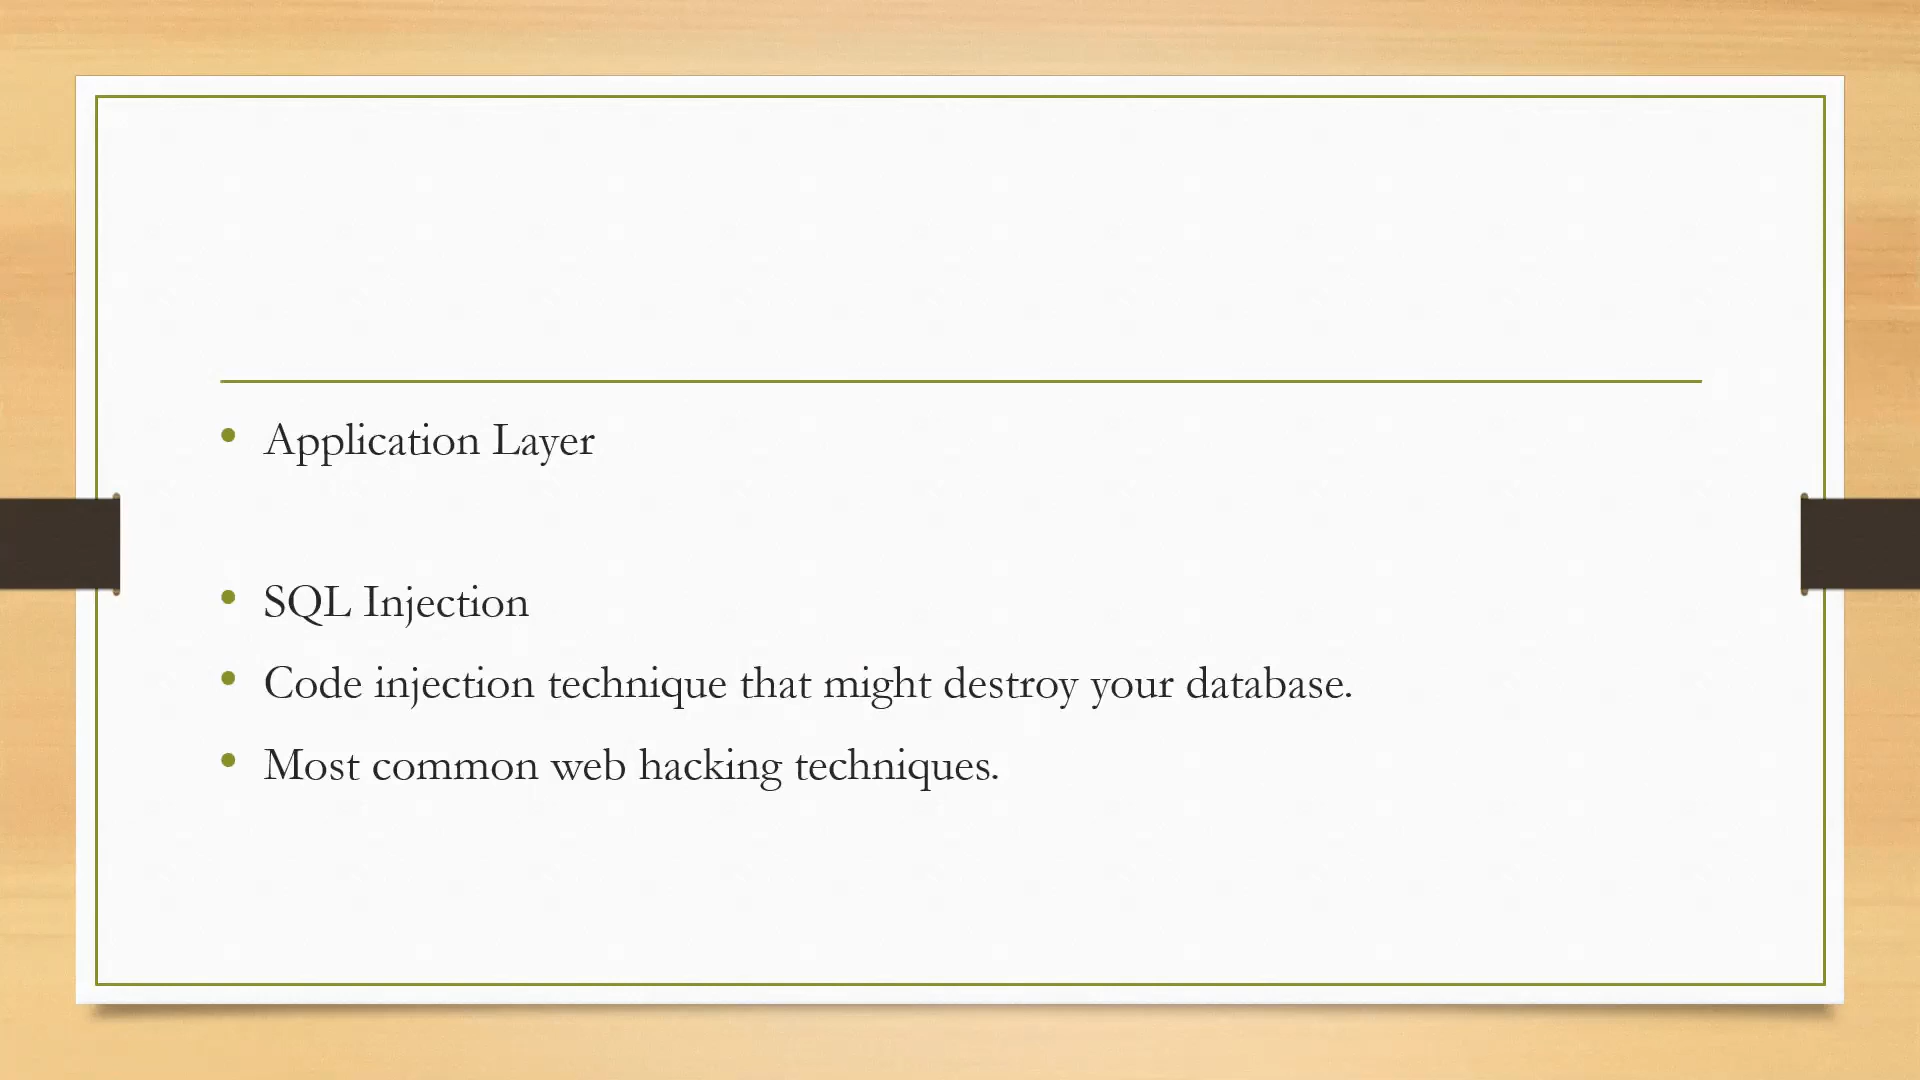 • Application Layer
• SQL Injection
• Code injection technique that might destroy your database.
• Most common web hacking techniques.